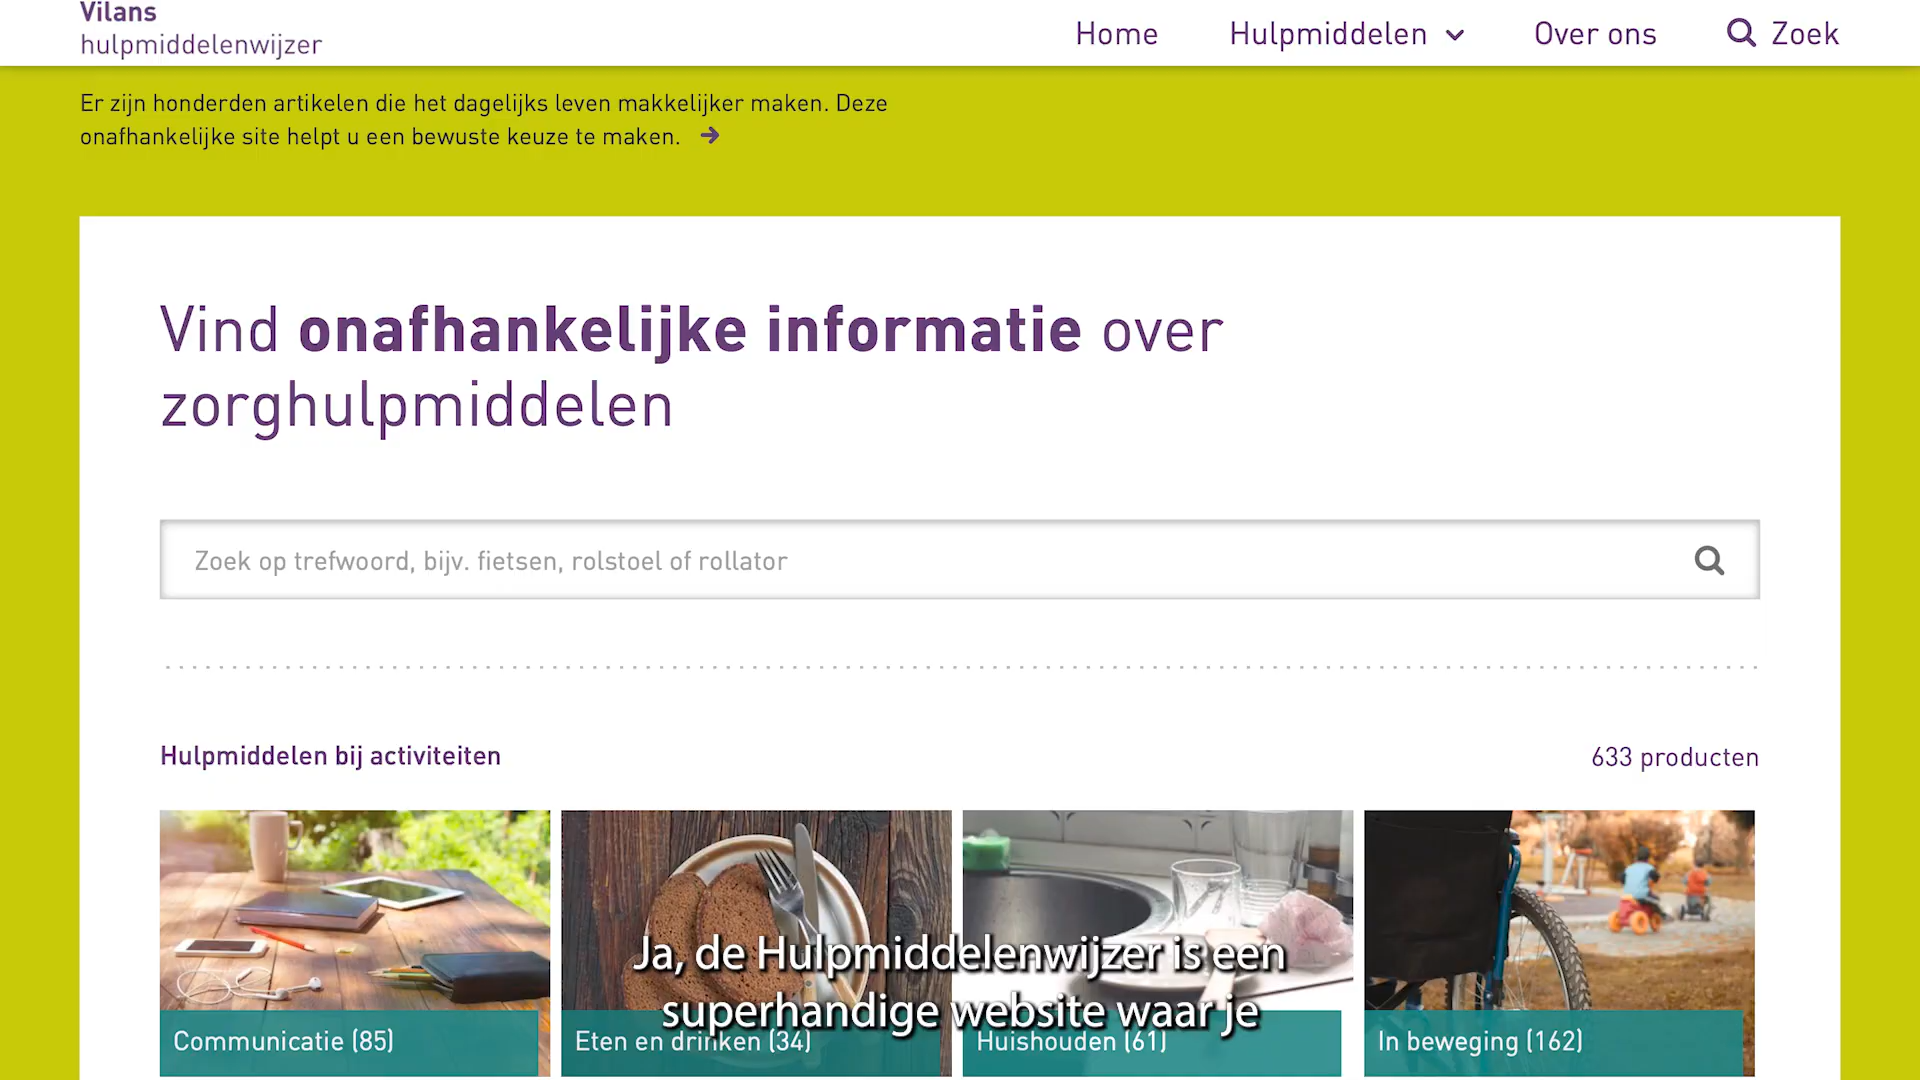 Vilans
hulpmiddelenwijzer
Home
Hulpmiddelen
Over ons
Zoek
Er zijn honderden artikelen die het dagelijks leven makkelijker maken. Deze
onafhankelijke site helpt u een bewuste keuze te maken.
Vind onafhankelijke informatie over
zorghulpmiddelen
Zoek op trefwoord, bijv. fietsen, rolstoel of rollator
Hulpmiddelen bij activiteiten
633 producten
Ja, de Hulpmiddelenwijzer is een
superhandige website waar je
Communicatie (85)
Eten en drinken (34)
Huishouden (61)
In beweging (162)